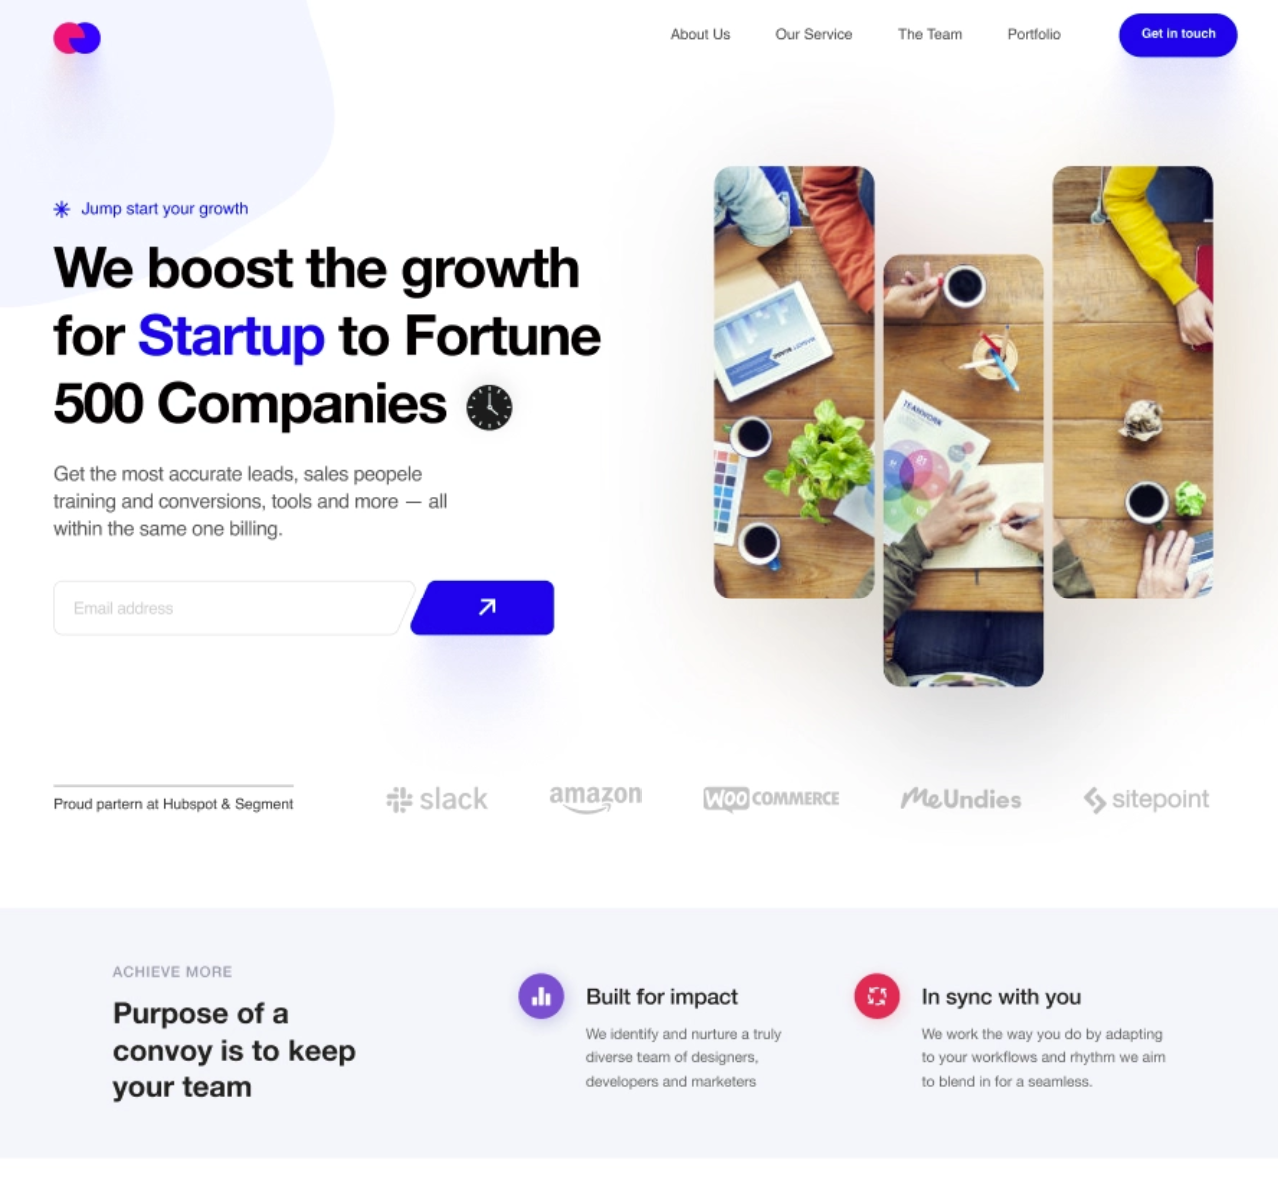 About Us
Our Service
The Team
Portfolio
Get in touch
Jump start your growth
We boost the growth
for Startup to Fortune
500 Companies
Get the most accurate leads, sales peopele
training and conversions, tools and more — all
within the same one billing.
Email address
TEAMWORK
Proud partern at Hubspot & Segment
slack
amazon
WOO COMMERCE
MeUndies
sitepoint
ACHIEVE MORE
Purpose of a
convoy is to keep
your team
Built for impact
We identify and nurture a truly
diverse team of designers,
developers and marketers
In sync with you
We work the way you do by adapting
to your workflows and rhythm we aim
to blend in for a seamless.